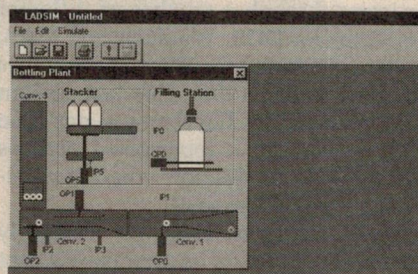 LADSIM - Untitled
File Edit Simulate
Bottling Plant
Conv. 3
Stacker
Filling Station
IP0
OP0
IP5
OP5
OP1
IP1
Conv. 2
Conv. 1
IP2
IP3
OP2
OP0